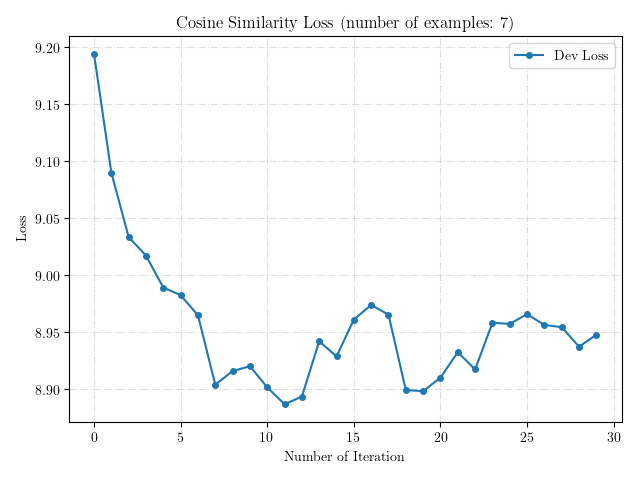 Cosine Similarity Loss (number of examples: 7)
Dev Loss
9.20
9.15
9.10
9.05
9.00
8.95
8.90
Loss
0 5 10 15 20 25 30
Number of Iteration